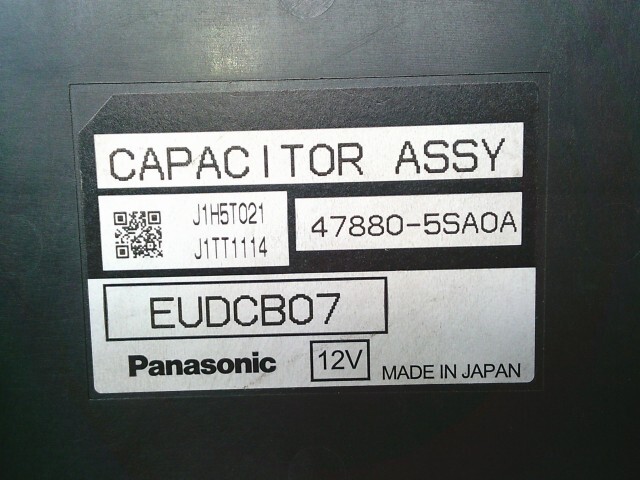 CAPACITOR ASSY
J1H5T021
J1TT1114
47880-5SA0A
EUDCB07
Panasonic
12V
MADE IN JAPAN